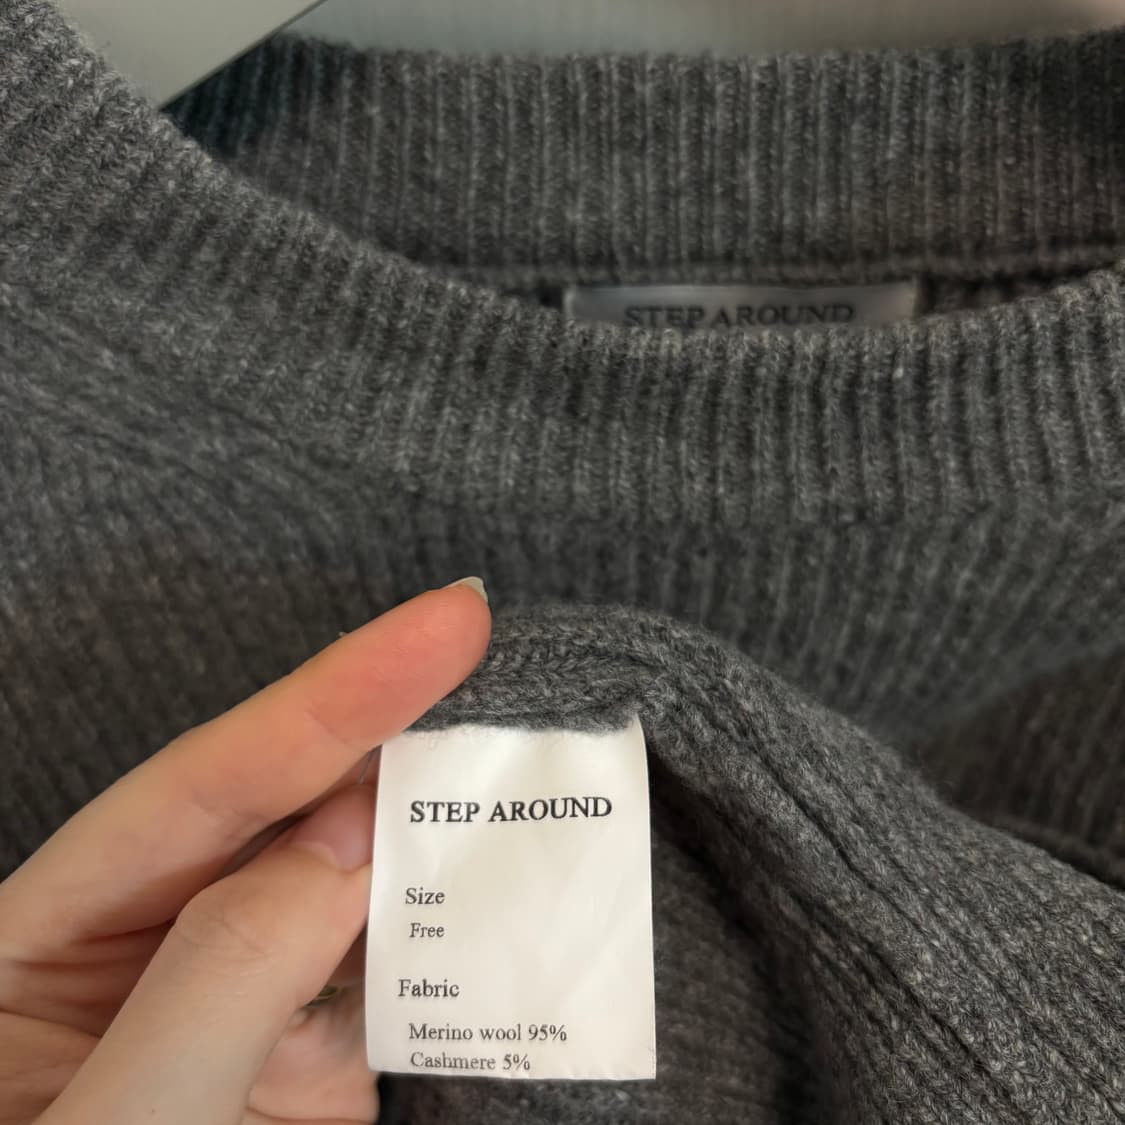 STEP AROUND
STEP AROUND
Size
Free
Fabric
Merino wool 95%
Cashmere 5%